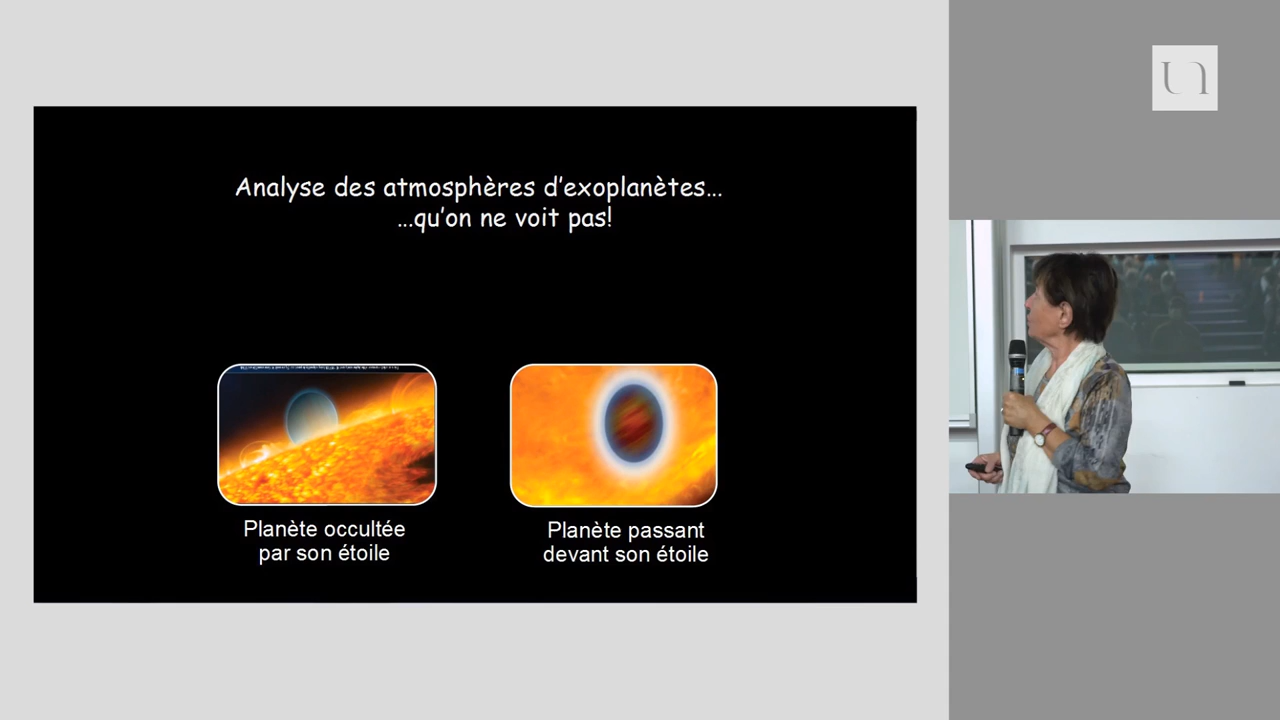 Analyse des atmosphères d'exoplanètes...
...qu'on ne voit pas!
Planète occultée
par son étoile
Planète passant
devant son étoile